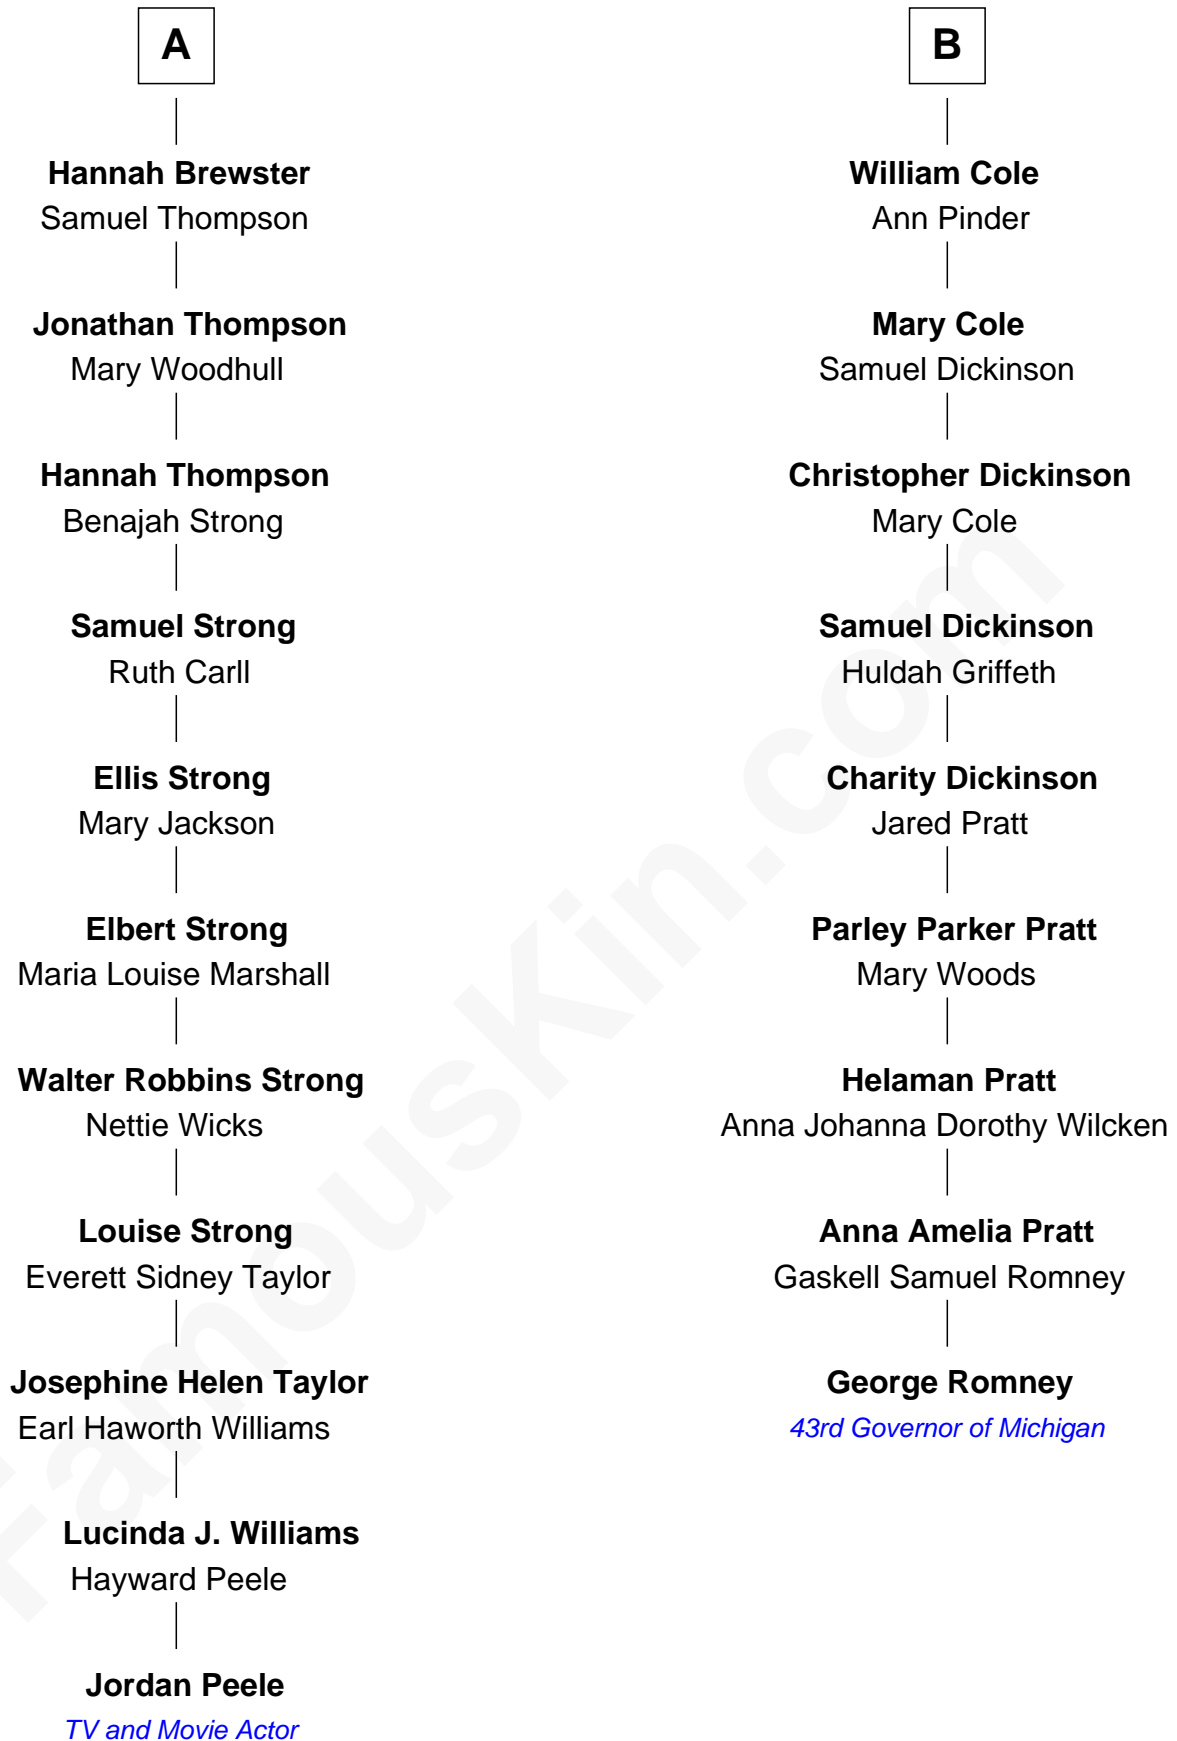 A
Hannah Brewster
Samuel Thompson
Jonathan Thompson
Mary Woodhull
Hannah Thompson
Benajah Strong
Samuel Strong
Ruth Carll
Ellis Strong
Mary Jackson
Elbert Strong
Maria Louise Marshall
Walter Robbins Strong
Nettie Wicks
Louise Strong
Everett Sidney Taylor
Josephine Helen Taylor
Earl Haworth Williams
Lucinda J. Williams
Hayward Peele
Jordan Peele
TV and Movie Actor
B
William Cole
Ann Pinder
Mary Cole
Samuel Dickinson
Christopher Dickinson
Mary Cole
Samuel Dickinson
Huldah Griffeth
Charity Dickinson
Jared Pratt
Parley Parker Pratt
Mary Woods
Helaman Pratt
Anna Johanna Dorothy Wilcken
Anna Amelia Pratt
Gaskell Samuel Romney
George Romney
43rd Governor of Michigan
FamousKin.com